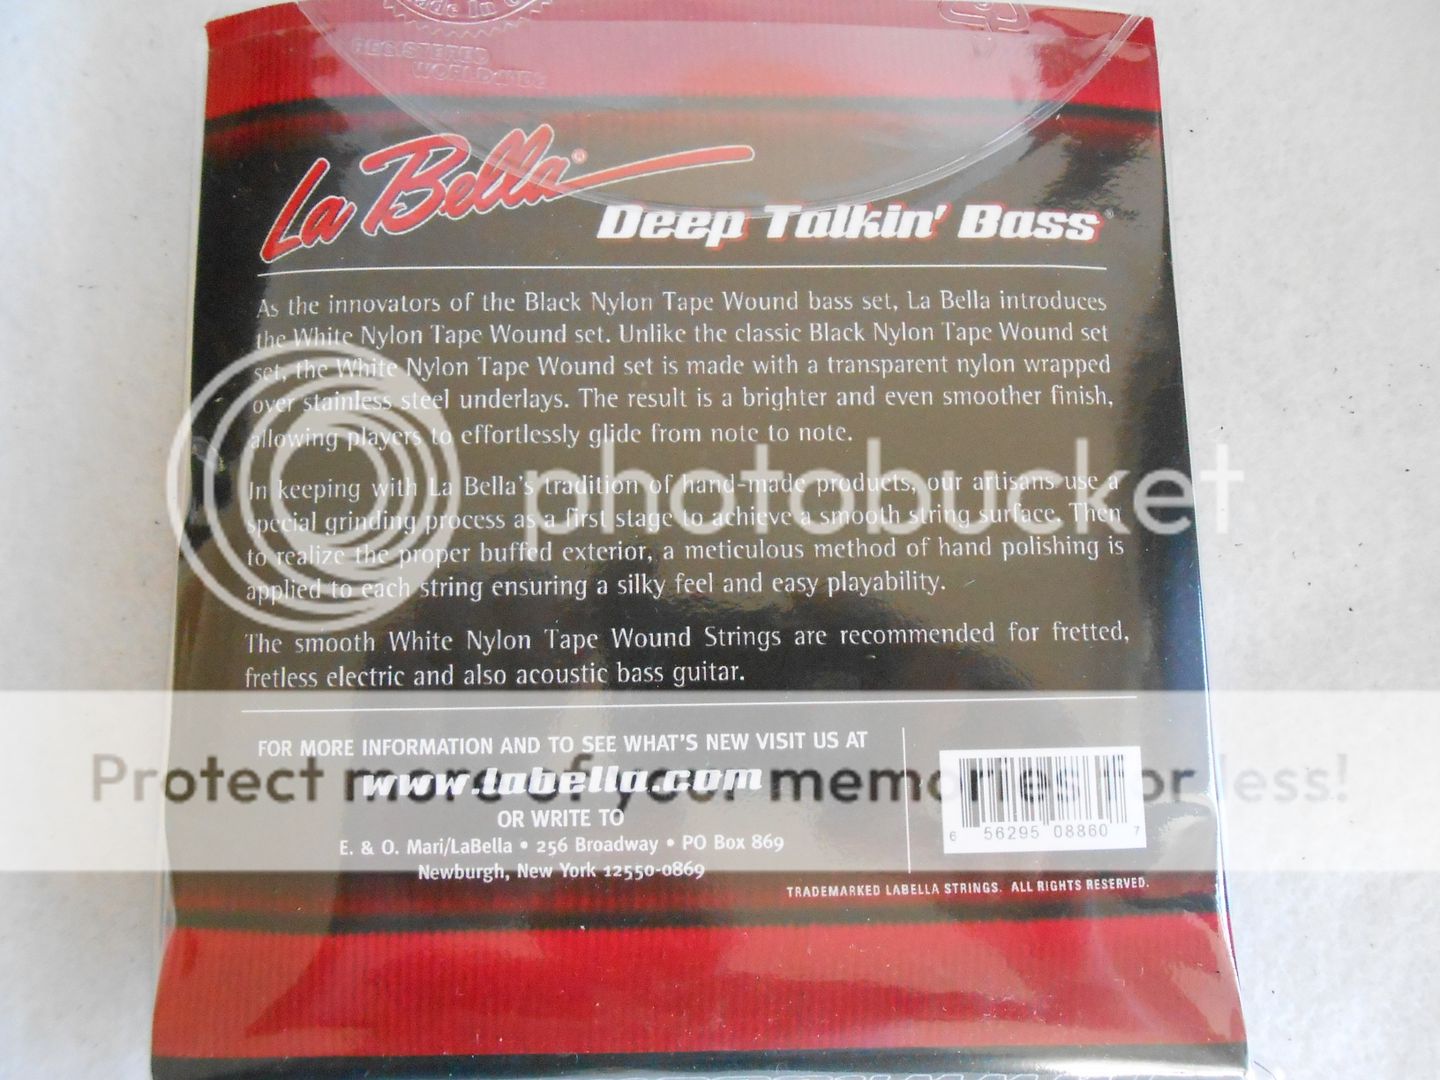 Made In
REGISTERED
WORLDWIDE
La Bella®
Deep Talkin' Bass®
As the innovators of the Black Nylon Tape Wound bass set, La Bella introduces
the White Nylon Tape Wound set. Unlike the classic Black Nylon Tape Wound set
set, the White Nylon Tape Wound set is made with a transparent nylon wrapped
over stainless steel underlays. The result is a brighter and even smoother finish,
allowing players to effortlessly glide from note to note.
In keeping with La Bella's tradition of hand-made products, our artisans use a
special grinding process as a first stage to achieve a smooth string surface. Then
to realize the proper buffed exterior, a meticulous method of hand polishing is
applied to each string ensuring a silky feel and easy playability.
The smooth White Nylon Tape Wound Strings are recommended for fretted,
fretless electric and also acoustic bass guitar.
FOR MORE INFORMATION AND TO SEE WHAT'S NEW VISIT US AT
www.labella.com
OR WRITE TO
E. & O. Mari/LaBella • 256 Broadway • PO Box 869
Newburgh, New York 12550-0869
6 56295 08860 7
TRADEMARKED LABELLA STRINGS. ALL RIGHTS RESERVED.
photobucket
Protect more of your memories for less!